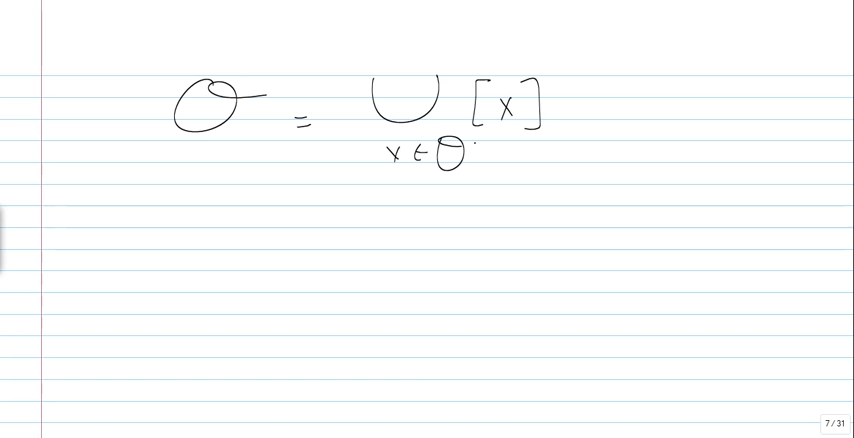 O = ∪ [x]
x ∈ O
7 / 31